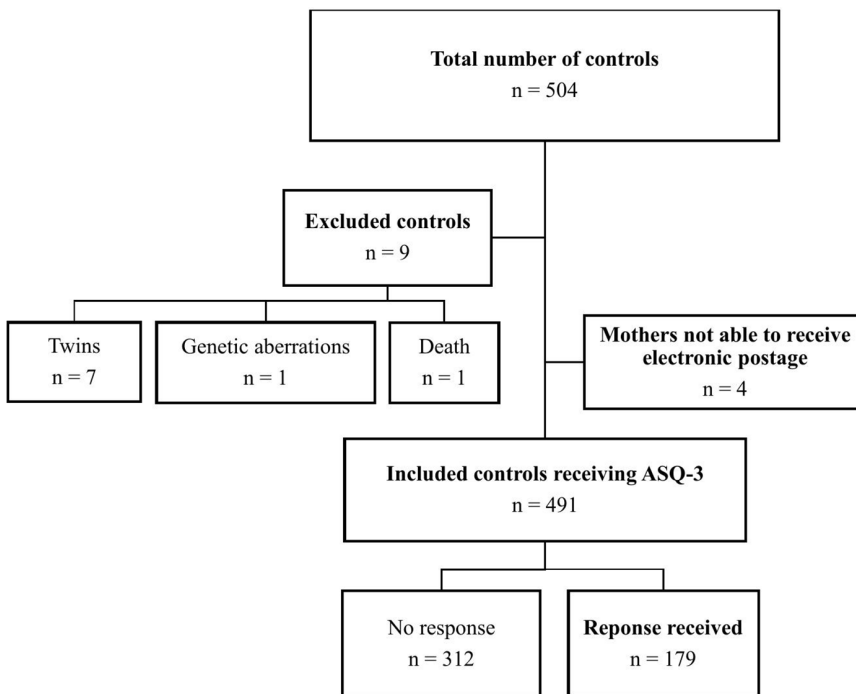 Total number of controls
n = 504
Excluded controls
n = 9
Twins
n = 7
Genetic aberrations
n = 1
Death
n = 1
Mothers not able to receive
electronic postage
n = 4
Included controls receiving ASQ-3
n = 491
No response
n = 312
Reponse received
n = 179